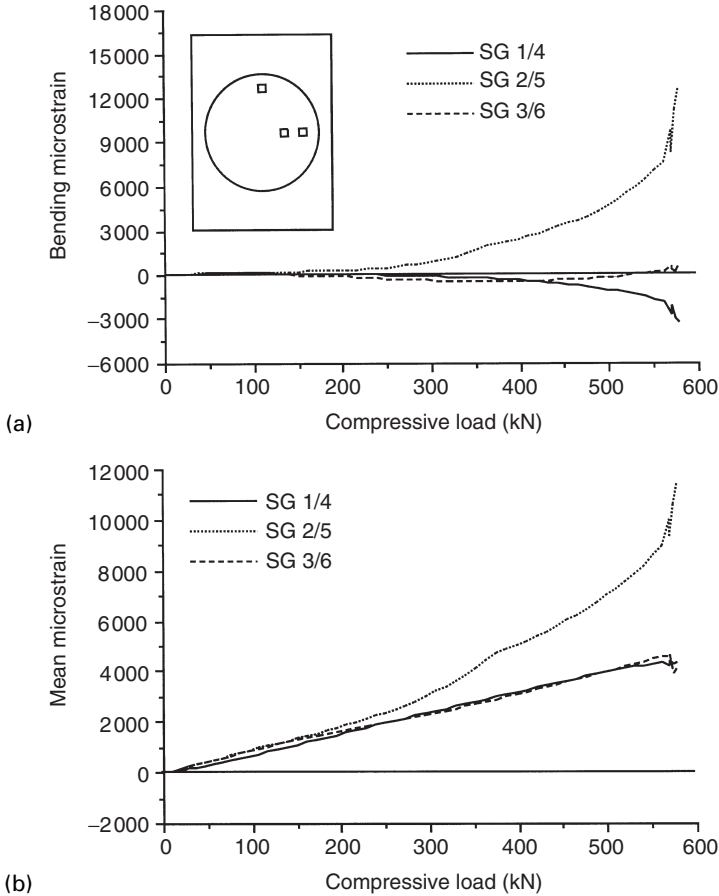 18000
15000
12000
9000
6000
3000
0
−3000
−6000
Bending microstrain
SG 1/4
SG 2/5
SG 3/6
0 100 200 300 400 500 600
Compressive load (kN)
(a)
12000
10000
8000
6000
4000
2000
0
−2000
Mean microstrain
SG 1/4
SG 2/5
SG 3/6
0 100 200 300 400 500 600
Compressive load (kN)
(b)